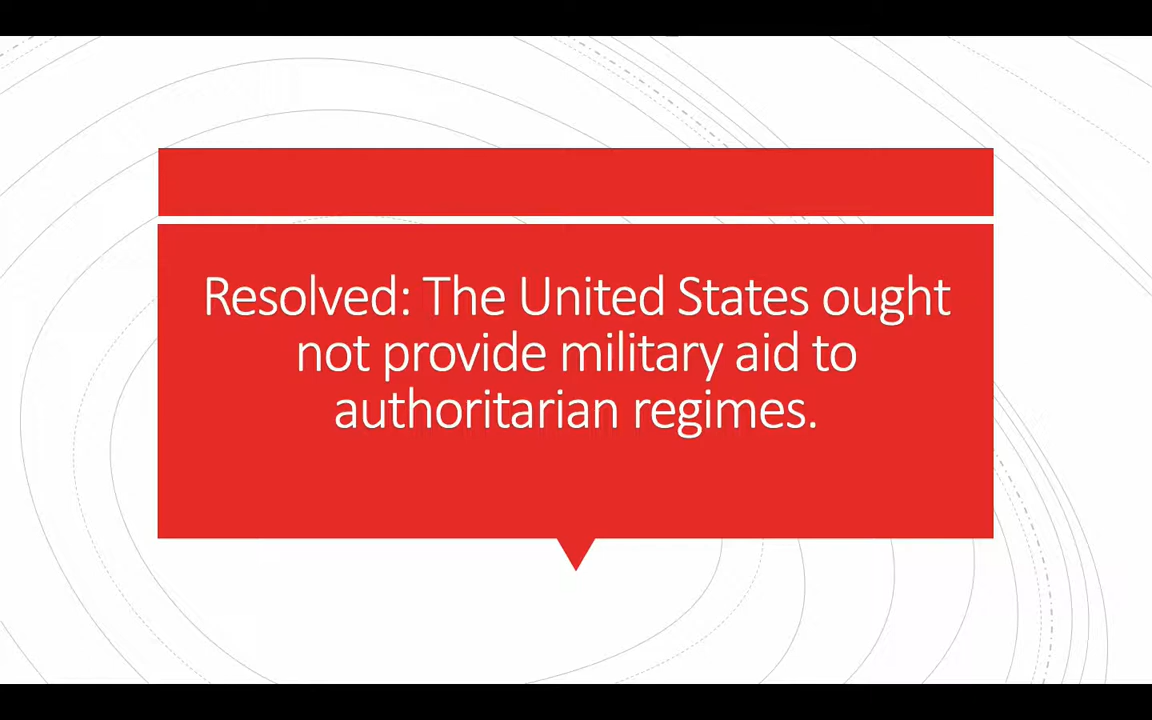 Resolved: The United States ought
not provide military aid to
authoritarian regimes.